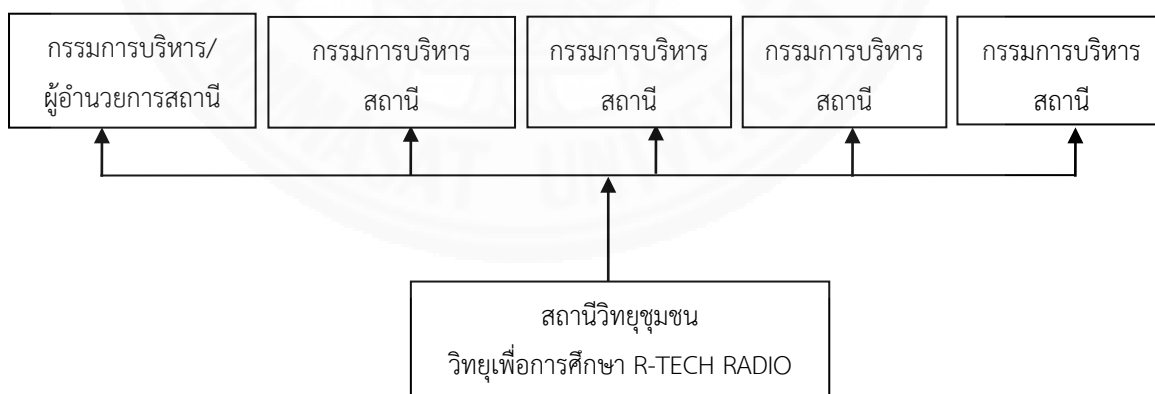 กรรมการบริหาร/
ผู้อำนวยการสถานี
กรรมการบริหาร
สถานี
กรรมการบริหาร
สถานี
กรรมการบริหาร
สถานี
กรรมการบริหาร
สถานี
สถานีวิทยุชุมชน
วิทยุเพื่อการศึกษา R-TECH RADIO